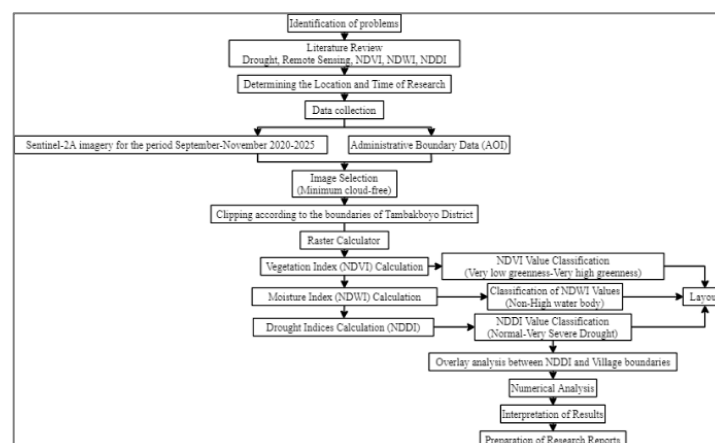 Identification of problems
Literature Review
Drought, Remote Sensing, NDVI, NDWI, NDDI
Determining the Location and Time of Research
Data collection
Sentinel-2A imagery for the period September-November 2020-2025
Administrative Boundary Data (AOI)
Image Selection
(Minimum cloud-free)
Clipping according to the boundaries of Tambakboyo District
Raster Calculator
Vegetation Index (NDVI) Calculation
NDVI Value Classification
(Very low greenness-Very high greenness)
Moisture Index (NDWI) Calculation
Classification of NDWI Values
(Non-High water body)
Layout
Drought Indices Calculation (NDDI)
NDDI Value Classification
(Normal-Very Severe Drought)
Overlay analysis between NDDI and Village boundaries
Numerical Analysis
Interpretation of Results
Preparation of Research Reports